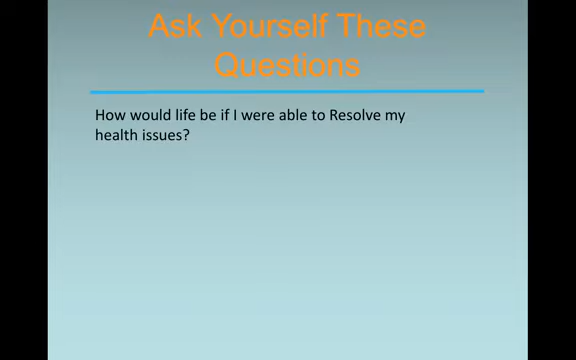 Ask Yourself These
Questions
How would life be if I were able to Resolve my
health issues?